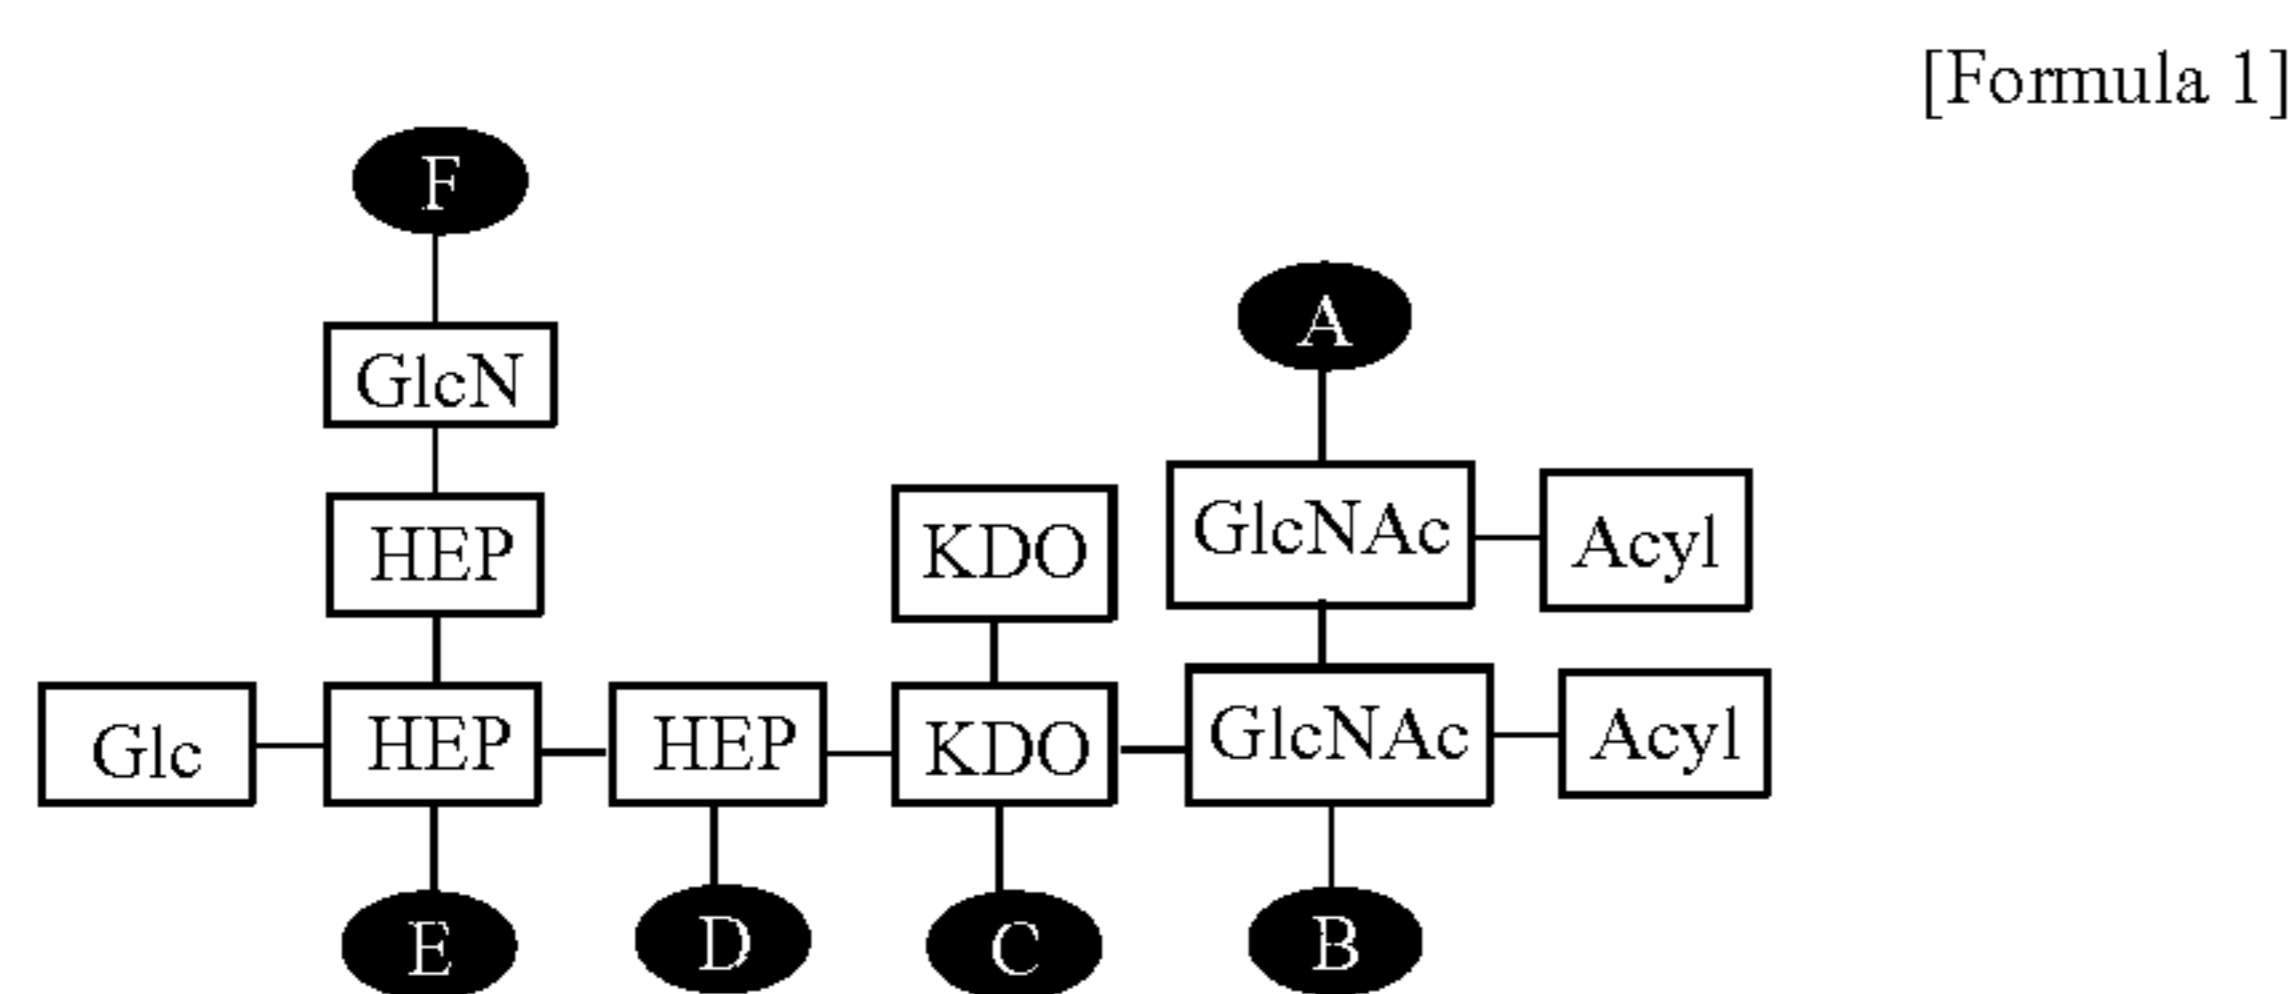 [Formula 1]
F
A
GlcN
GlcNAc Acyl
HEP KDO
Glc HEP HEP KDO GlcNAc Acyl
E D C B